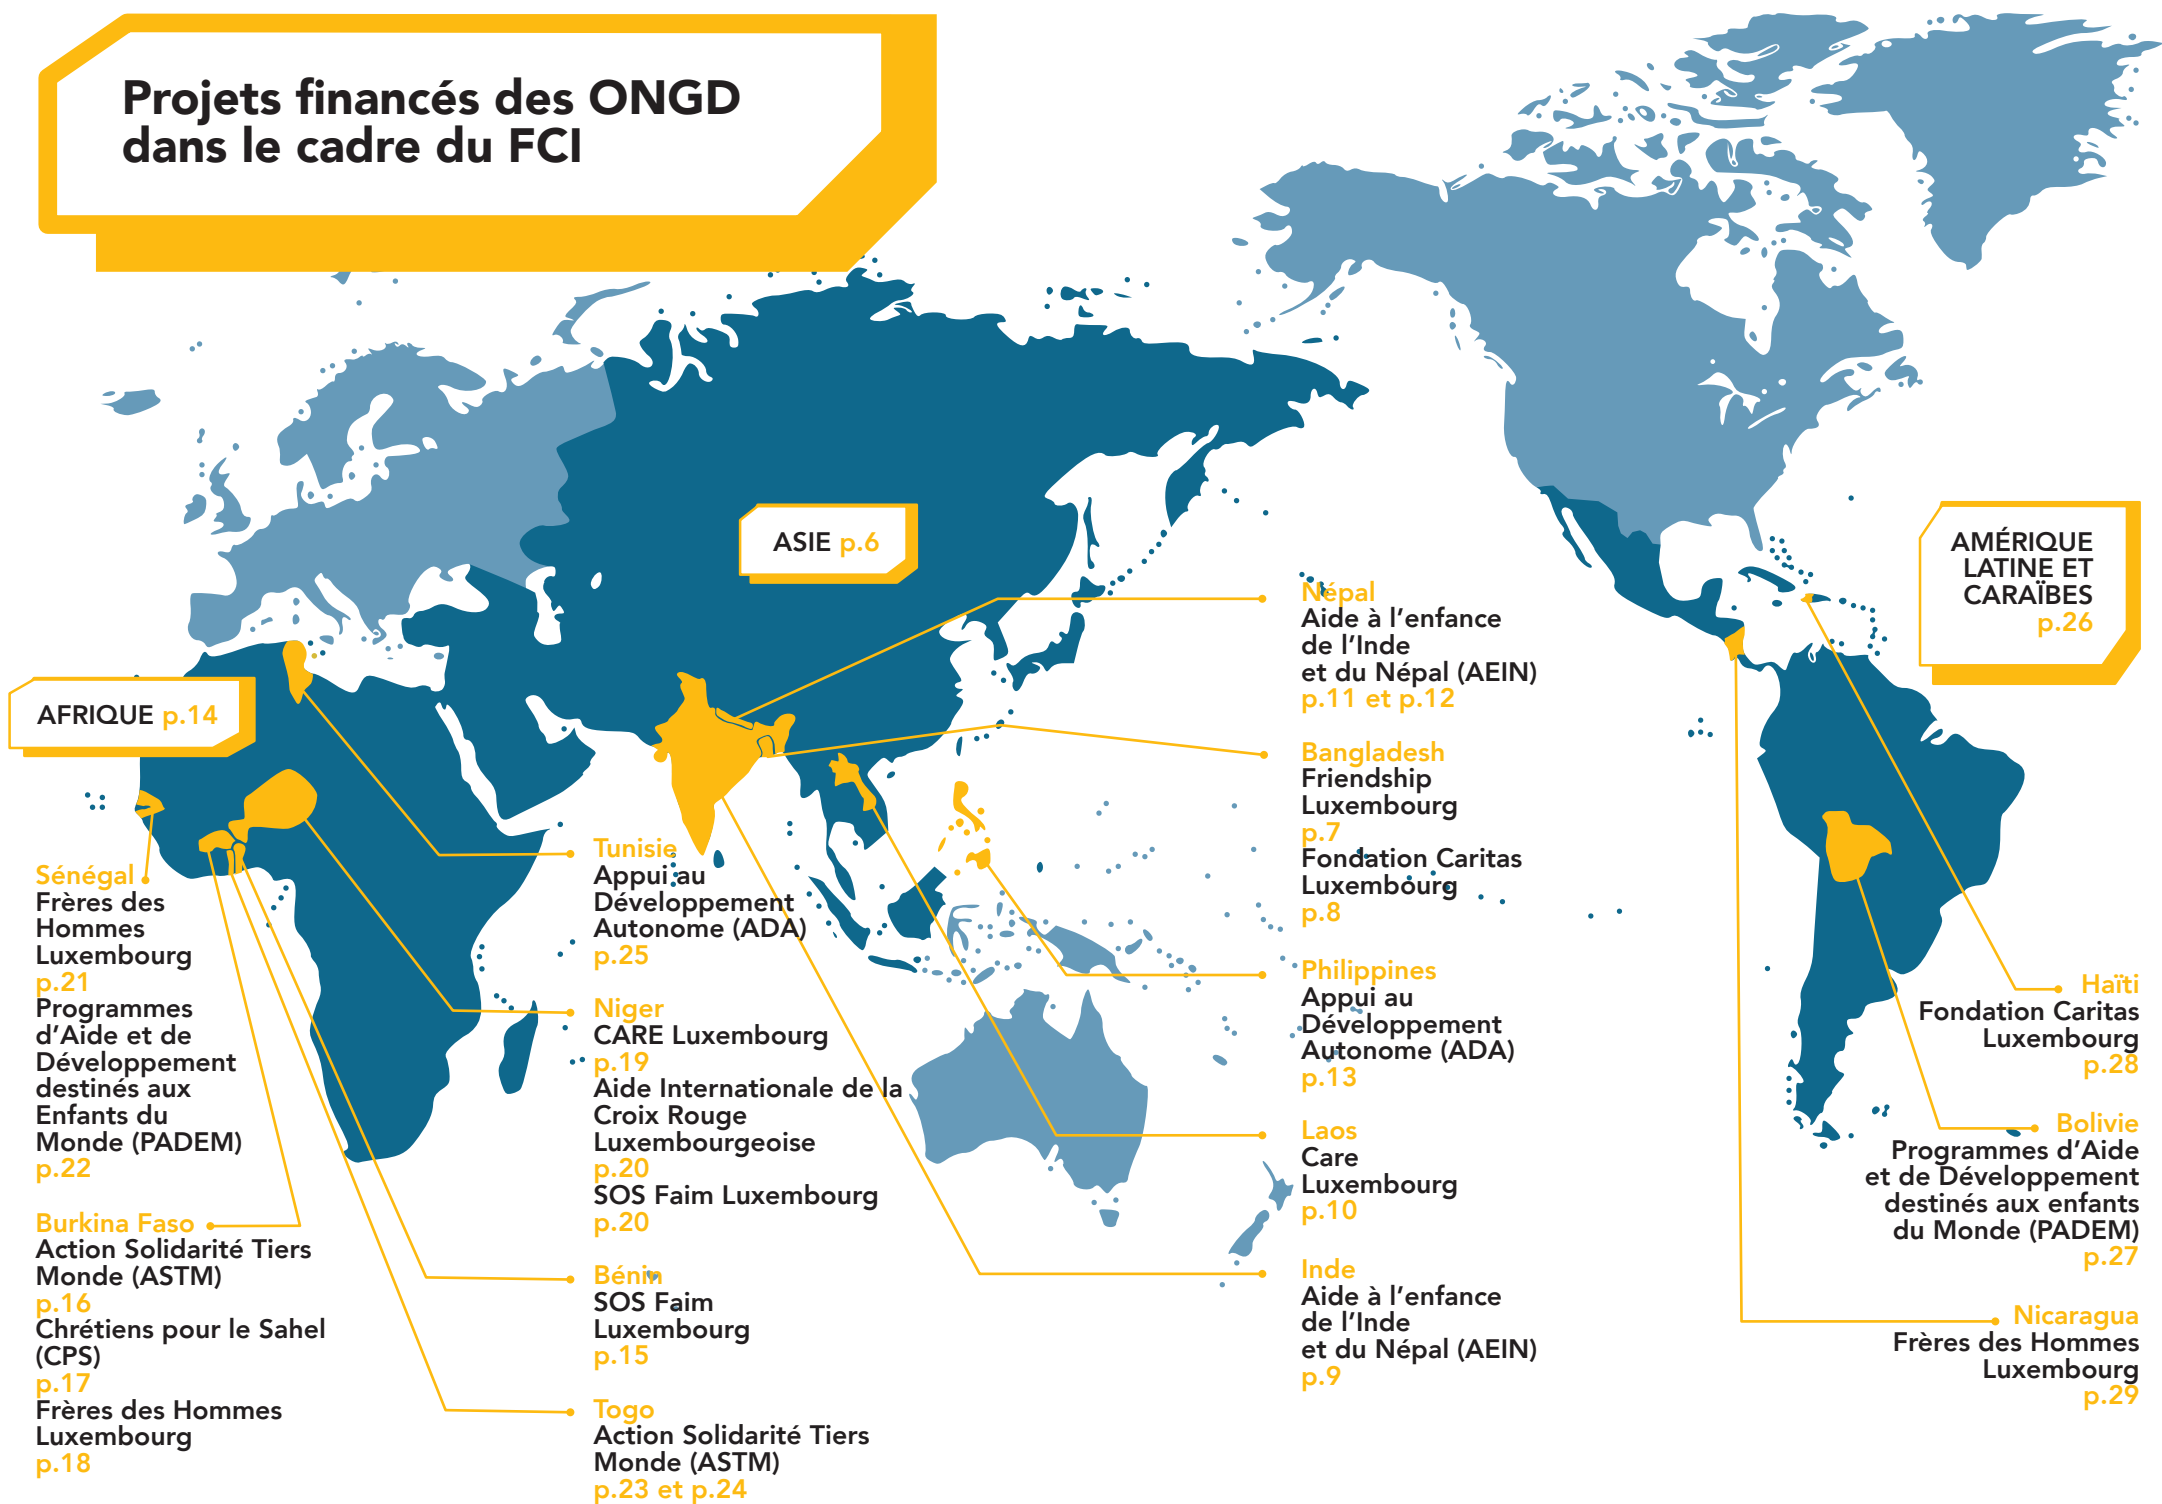 Projets financés des ONGD
dans le cadre du FCI
ASIE p.6
AMÉRIQUE
LATINE ET
CARAÏBES
p.26
AFRIQUE p.14
Sénégal
Frères des
Hommes
Luxembourg
p.21
Programmes
d'Aide et de
Développement
destinés aux
Enfants du
Monde (PADEM)
p.22
Burkina Faso
Action Solidarité Tiers
Monde (ASTM)
p.16
Chrétiens pour le Sahel
(CPS)
p.17
Frères des Hommes
Luxembourg
p.18
Tunisie
Appui au
Développement
Autonome (ADA)
p.25
Niger
CARE Luxembourg
p.19
Aide Internationale de la
Croix Rouge
Luxembourgeoise
p.20
SOS Faim Luxembourg
p.20
Bénin
SOS Faim
Luxembourg
p.15
Togo
Action Solidarité Tiers
Monde (ASTM)
p.23 et p.24
Népal
Aide à l'enfance
de l'Inde
et du Népal (AEIN)
p.11 et p.12
Bangladesh
Friendship
Luxembourg
p.7
Fondation Caritas
Luxembourg
p.8
Philippines
Appui au
Développement
Autonome (ADA)
p.13
Laos
Care
Luxembourg
p.10
Inde
Aide à l'enfance
de l'Inde
et du Népal (AEIN)
p.9
Haïti
Fondation Caritas
Luxembourg
p.28
Bolivie
Programmes d'Aide
et de Développement
destinés aux enfants
du Monde (PADEM)
p.27
Nicaragua
Frères des Hommes
Luxembourg
p.29